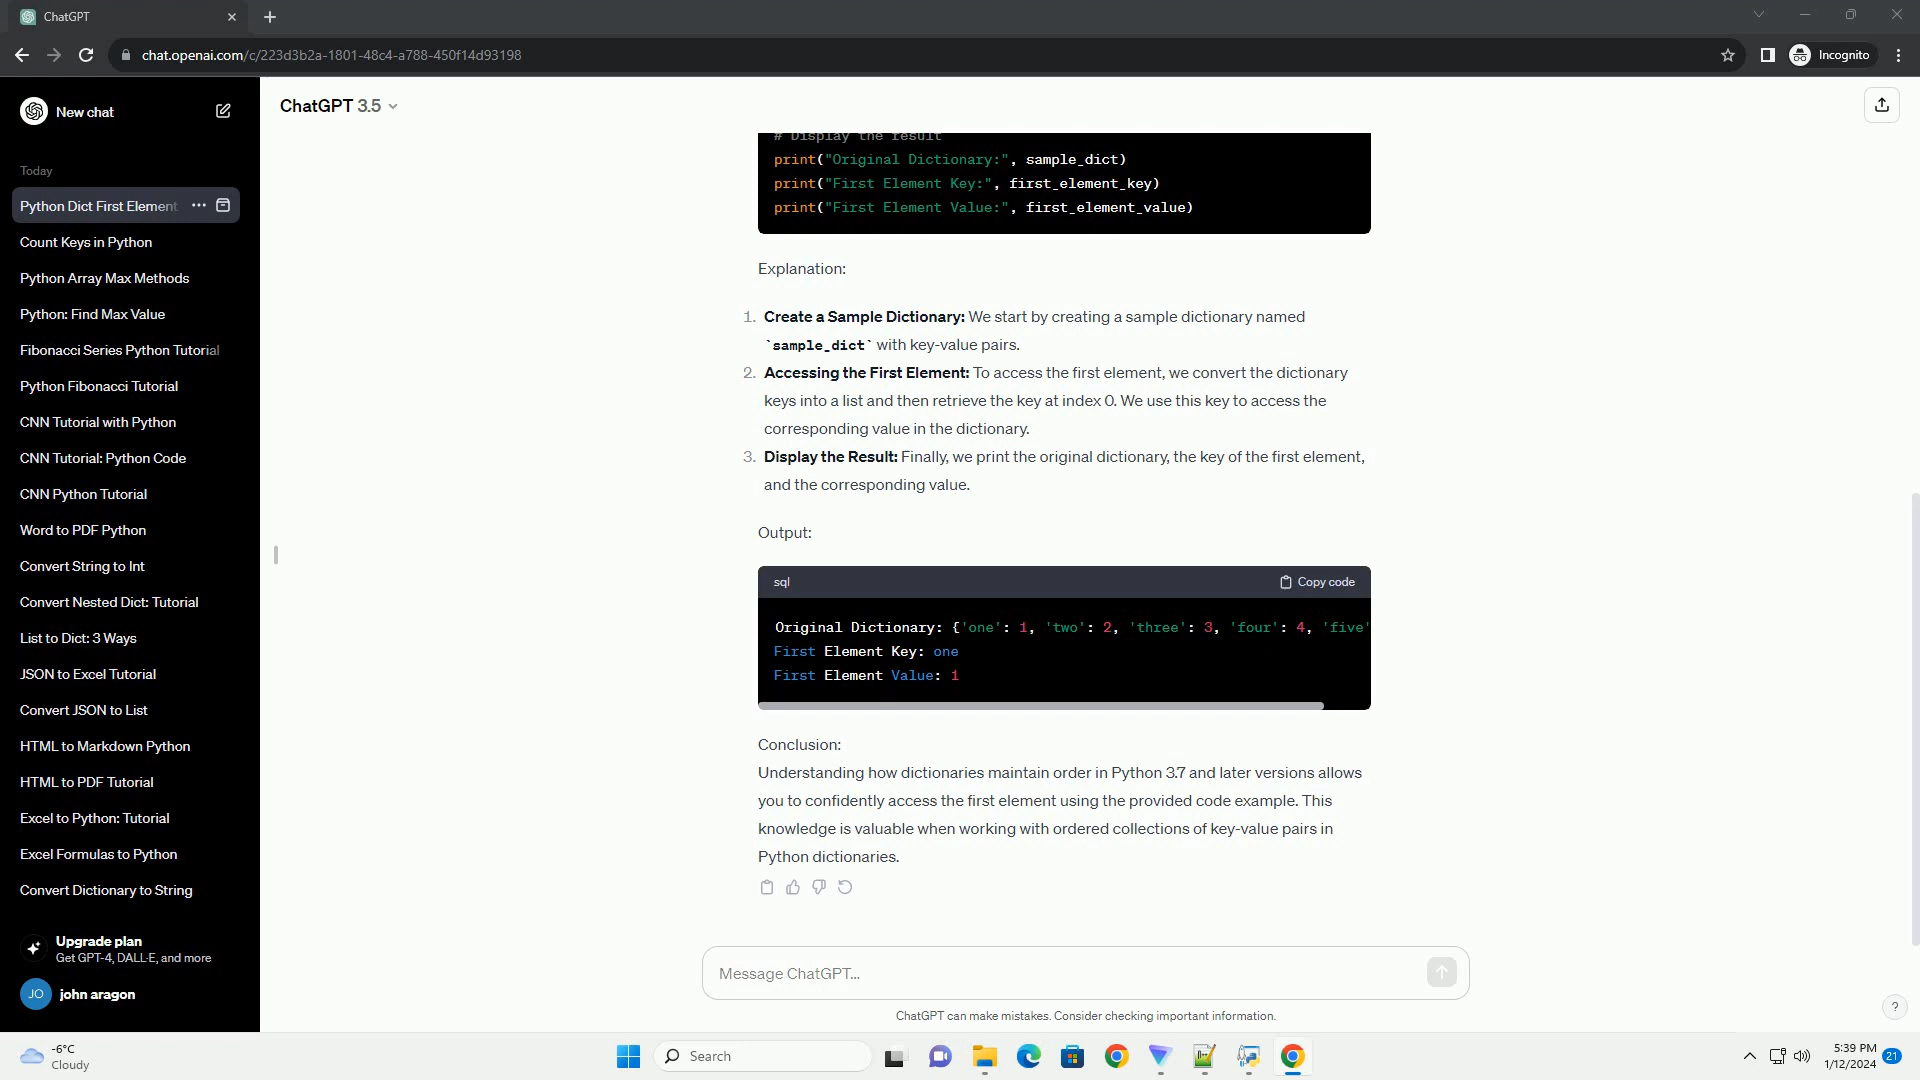 ChatGPT
chat.openai.com/c/223d3b2a-1801-48c4-a788-450f14d93198
Incognito
New chat
Today
Python Dict First Element
Count Keys in Python
Python Array Max Methods
Python: Find Max Value
Fibonacci Series Python Tutorial
Python Fibonacci Tutorial
CNN Tutorial with Python
CNN Tutorial: Python Code
CNN Python Tutorial
Word to PDF Python
Convert String to Int
Convert Nested Dict: Tutorial
List to Dict: 3 Ways
JSON to Excel Tutorial
Convert JSON to List
HTML to Markdown Python
HTML to PDF Tutorial
Excel to Python: Tutorial
Excel Formulas to Python
Convert Dictionary to String
Upgrade plan
Get GPT-4, DALL·E, and more
JO john aragon
ChatGPT 3.5
# Display the result
print("Original Dictionary:", sample_dict)
print("First Element Key:", first_element_key)
print("First Element Value:", first_element_value)
Explanation:
1. Create a Sample Dictionary: We start by creating a sample dictionary named
`sample_dict` with key-value pairs.
2. Accessing the First Element: To access the first element, we convert the dictionary
keys into a list and then retrieve the key at index 0. We use this key to access the
corresponding value in the dictionary.
3. Display the Result: Finally, we print the original dictionary, the key of the first element,
and the corresponding value.
Output:
sql Copy code
Original Dictionary: {'one': 1, 'two': 2, 'three': 3, 'four': 4, 'five'
First Element Key: one
First Element Value: 1
Conclusion:
Understanding how dictionaries maintain order in Python 3.7 and later versions allows
you to confidently access the first element using the provided code example. This
knowledge is valuable when working with ordered collections of key-value pairs in
Python dictionaries.
Message ChatGPT...
ChatGPT can make mistakes. Consider checking important information.
?
-6°C
Cloudy
Search
5:39 PM
1/12/2024
21